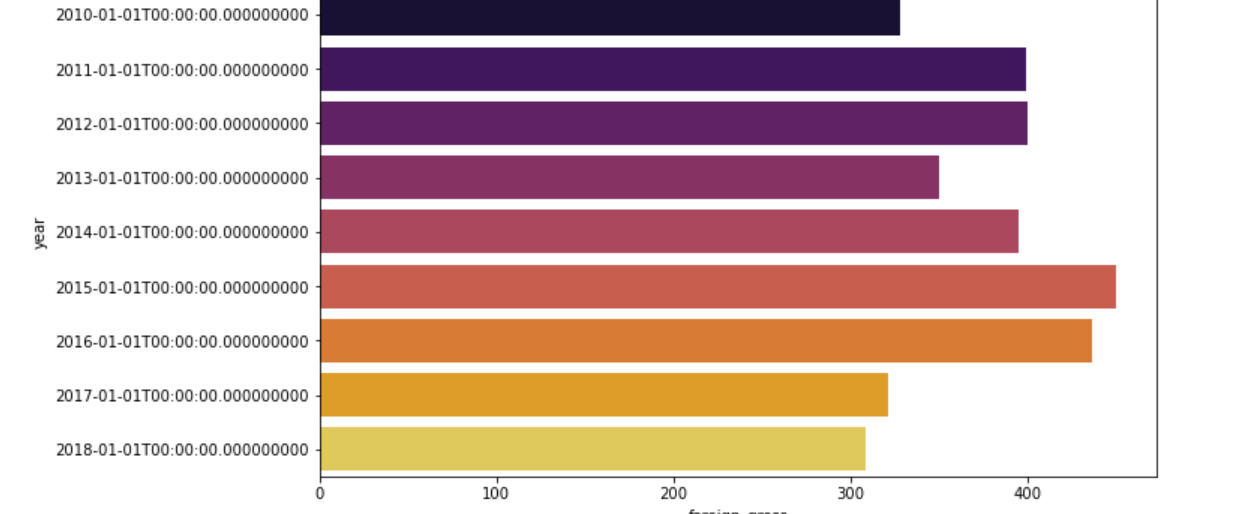 2010-01-01T00:00:00.000000000
2011-01-01T00:00:00.000000000
2012-01-01T00:00:00.000000000
2013-01-01T00:00:00.000000000
2014-01-01T00:00:00.000000000
year
2015-01-01T00:00:00.000000000
2016-01-01T00:00:00.000000000
2017-01-01T00:00:00.000000000
2018-01-01T00:00:00.000000000
0 100 200 300 400
foreign_gross